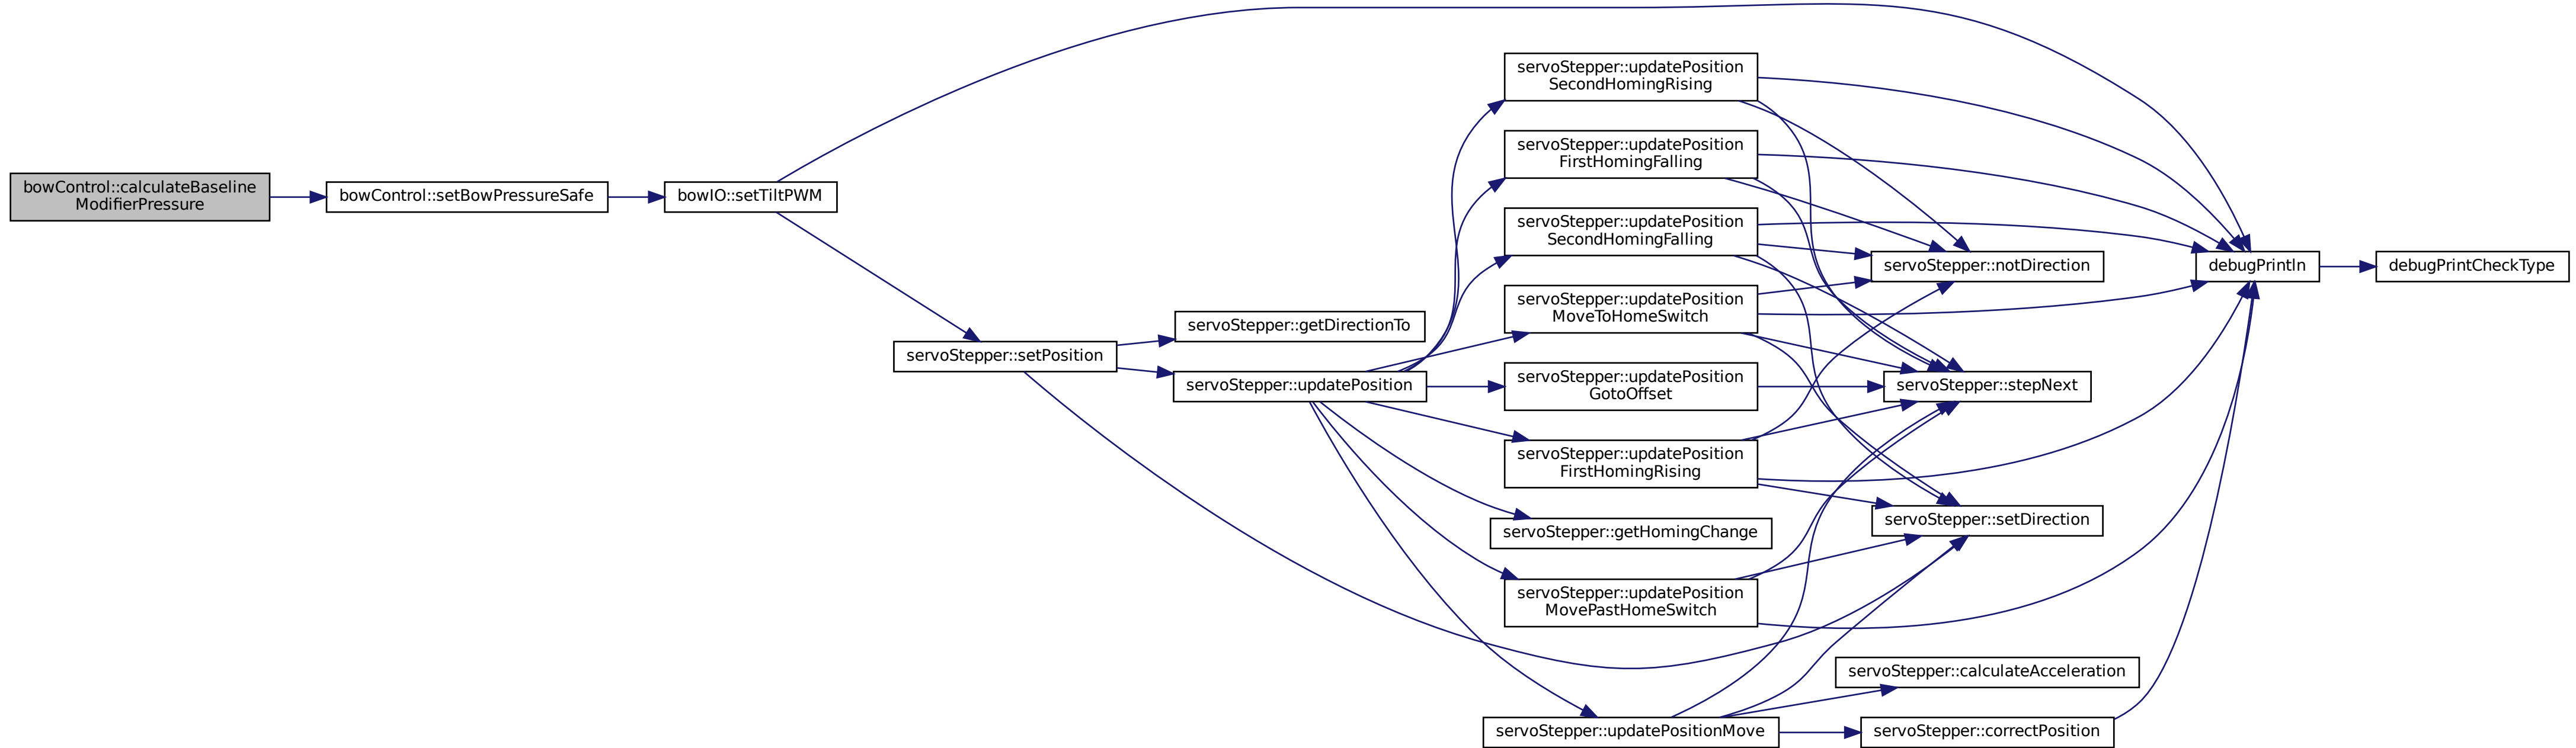 bowControl::calculateBaseline
ModifierPressure
bowControl::setBowPressureSafe
bowIO::setTiltPWM
servoStepper::setPosition
servoStepper::getDirectionTo
servoStepper::updatePosition
servoStepper::updatePosition
SecondHomingRising
servoStepper::updatePosition
FirstHomingFalling
servoStepper::updatePosition
SecondHomingFalling
servoStepper::updatePosition
MoveToHomeSwitch
servoStepper::updatePosition
GotoOffset
servoStepper::updatePosition
FirstHomingRising
servoStepper::getHomingChange
servoStepper::updatePosition
MovePastHomeSwitch
servoStepper::updatePositionMove
servoStepper::notDirection
servoStepper::stepNext
servoStepper::setDirection
servoStepper::calculateAcceleration
servoStepper::correctPosition
debugPrintln
debugPrintCheckType